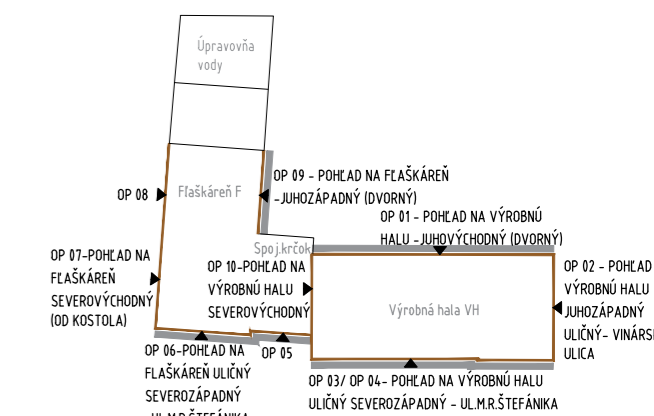 Úpravovňa
vody
OP 09 - POHĽAD NA FĽAŠKÁREŇ
-JUHOZÁPADNÝ (DVORNÝ)
OP 08
Fľaškáreň F
OP 01 - POHĽAD NA VÝROBNÚ
HALU -JUHOVÝCHODNÝ (DVORNÝ)
Spoj.krčok
OP 07-POHĽAD NA
FĽAŠKÁREŇ
SEVEROVÝCHODNÝ
(OD KOSTOLA)
OP 10-POHĽAD NA
VÝROBNÚ HALU
SEVEROVÝCHODNÝ
OP 02 - POHĽAD
VÝROBNÚ HALU
JUHOZÁPADNÝ
ULIČNÝ- VINÁRS
ULICA
Výrobná hala VH
OP 06-POHĽAD NA
FĽAŠKÁREŇ ULIČNÝ
SEVEROZÁPADNÝ
-UL.M.R.ŠTEFÁNIKA
OP 05
OP 03/ OP 04- POHĽAD NA VÝROBNÚ HALU
ULIČNÝ SEVEROZÁPADNÝ - UL.M.R.ŠTEFÁNIKA